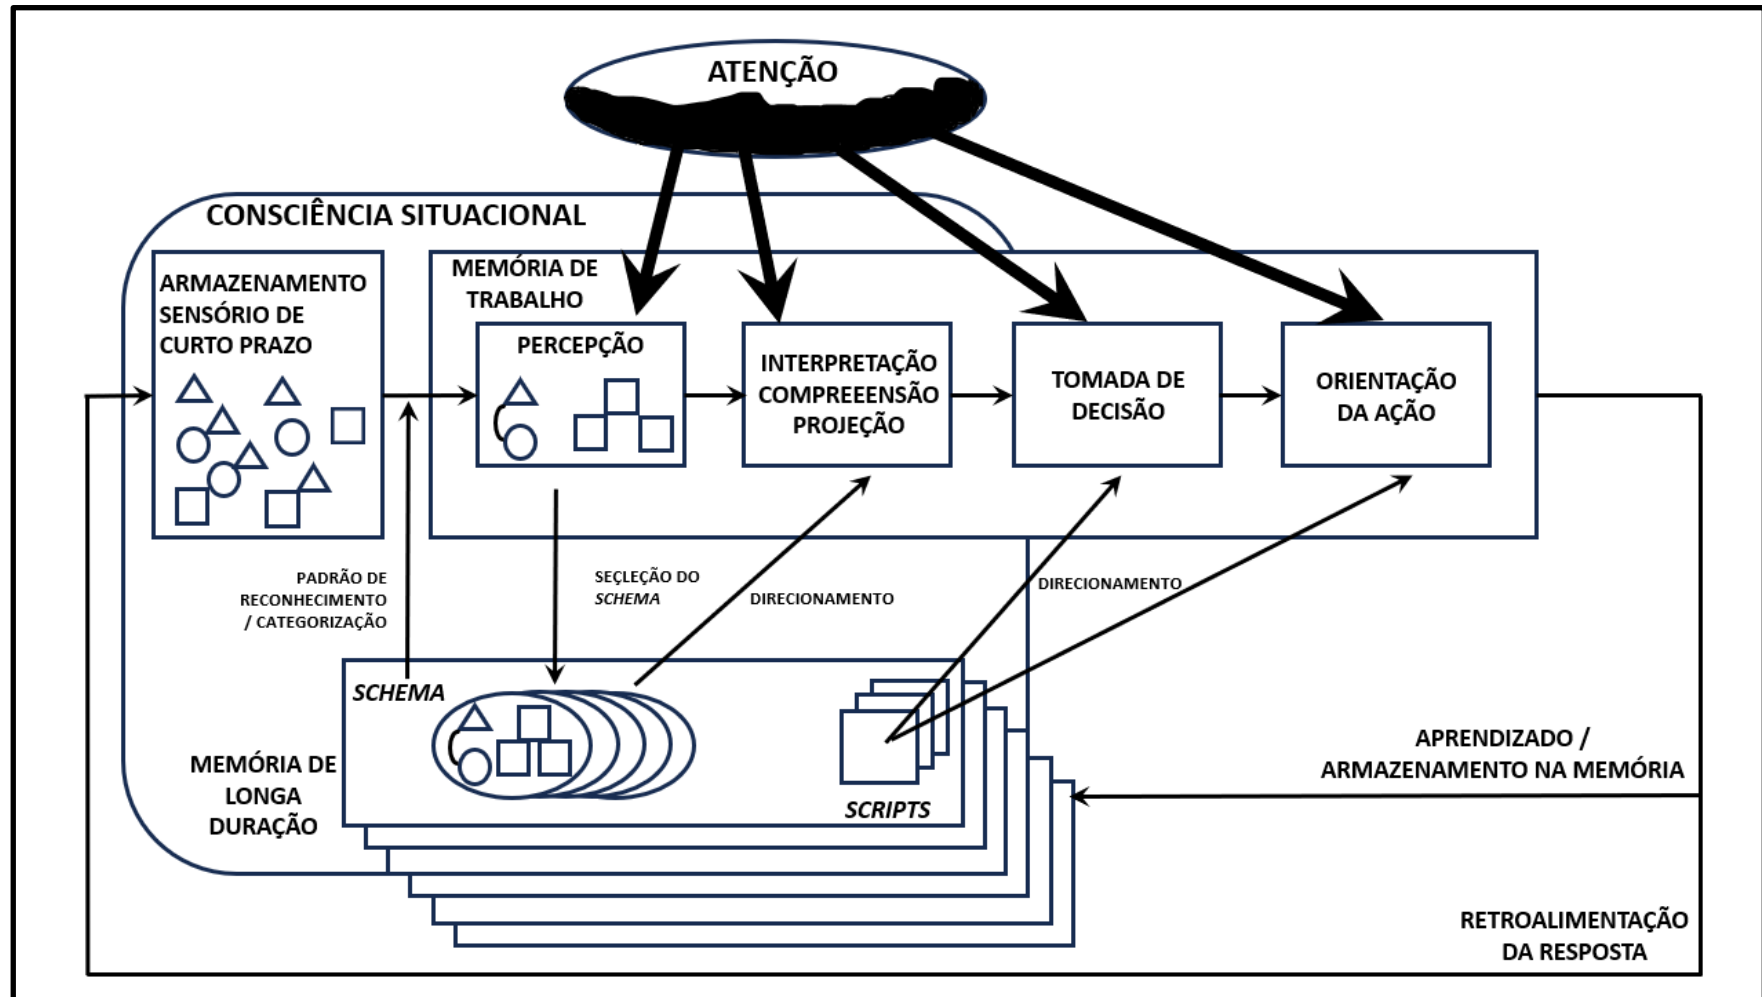 ATENÇÃO
CONSCIÊNCIA SITUACIONAL
ARMAZENAMENTO
SENSÓRIO DE
CURTO PRAZO
MEMÓRIA DE
TRABALHO
PERCEPÇÃO
INTERPRETAÇÃO
COMPREEENSÃO
PROJEÇÃO
TOMADA DE
DECISÃO
ORIENTAÇÃO
DA AÇÃO
PADRÃO DE
RECONHECIMENTO
/ CATEGORIZAÇÃO
SEÇLEÇÃO DO
SCHEMA
DIRECIONAMENTO
DIRECIONAMENTO
SCHEMA
MEMÓRIA DE
LONGA
DURAÇÃO
SCRIPTS
APRENDIZADO /
ARMAZENAMENTO NA MEMÓRIA
RETROALIMENTAÇÃO
DA RESPOSTA